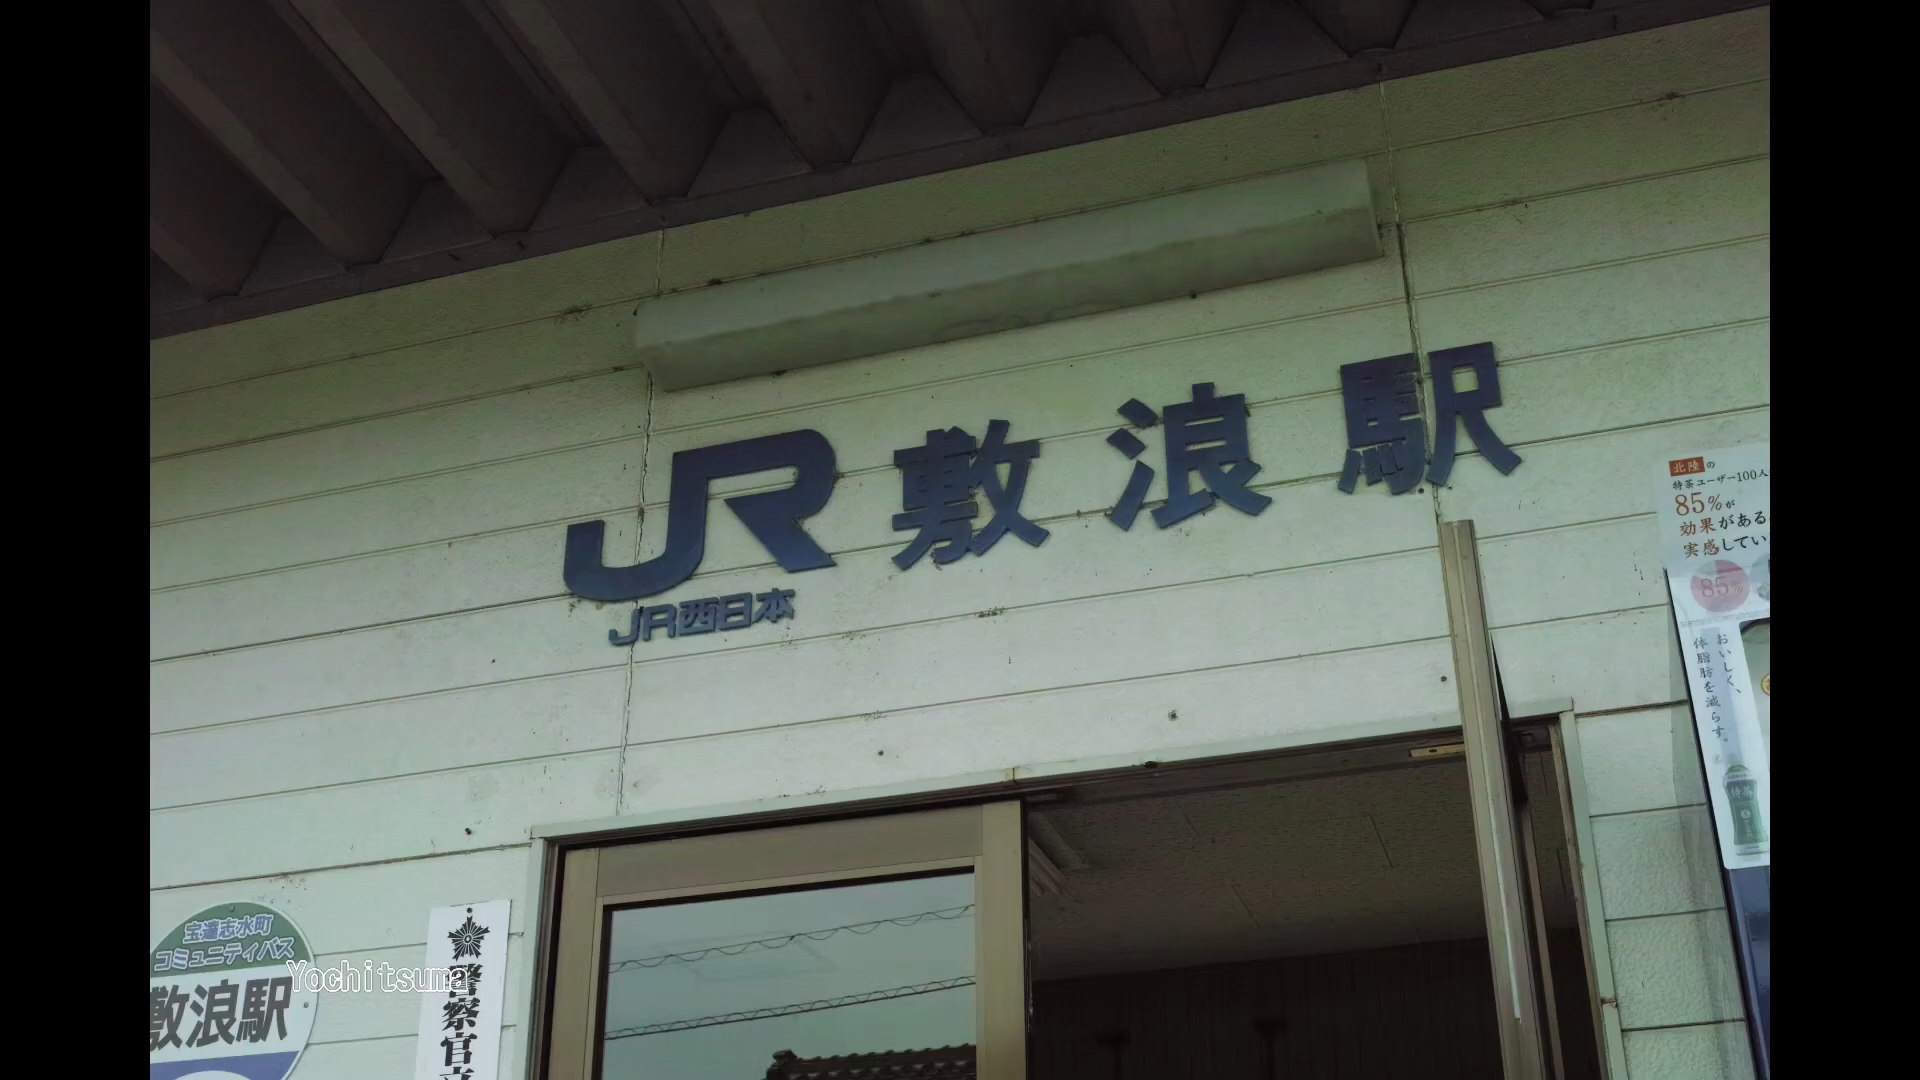 JR 敷浪駅
JR西日本
北陸の
特茶ユーザー100人
85%が
効果がある
実感してい
85%
おいしく、
体脂肪を減らす。
特茶
宝達志水町
コミュニティバス
敷浪駅
Yochitsuma
警察官立